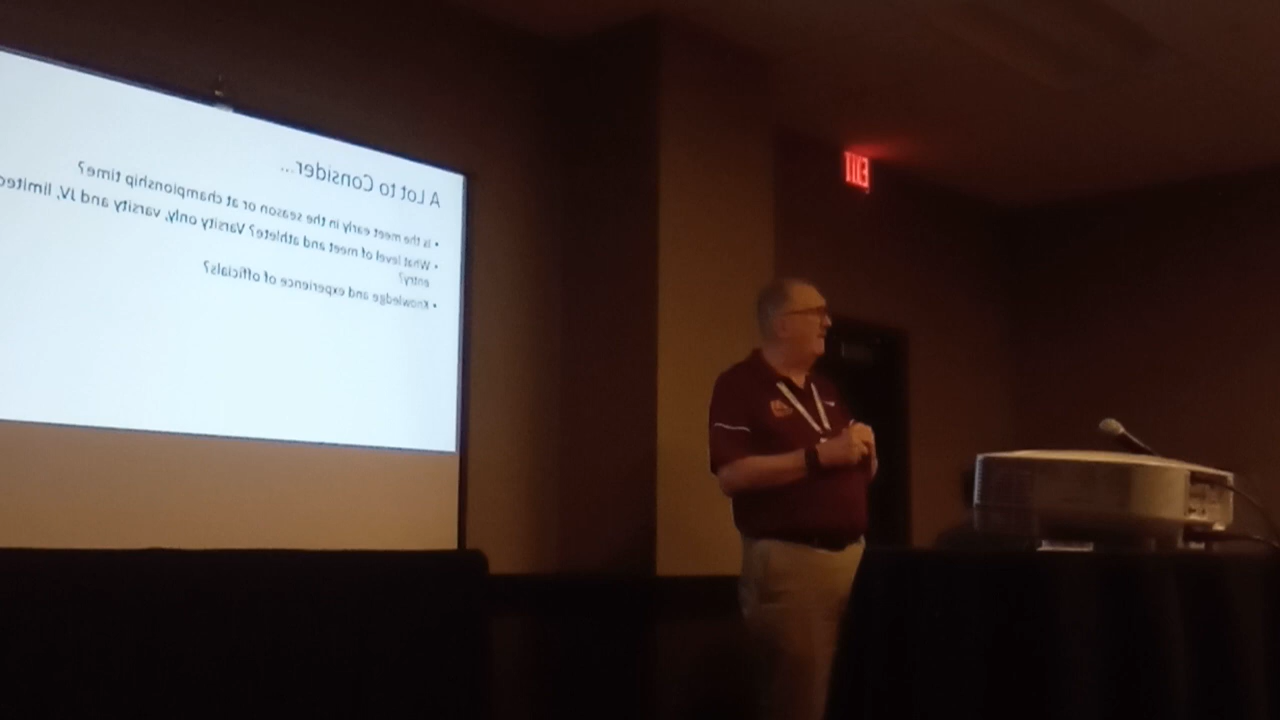 A Lot to Consider...
• Is the meet early in the season or at championship time?
• What level of meet and athlete? Varsity only, varsity and JV, limited
entry?
• Knowledge and experience of officials?
EXIT